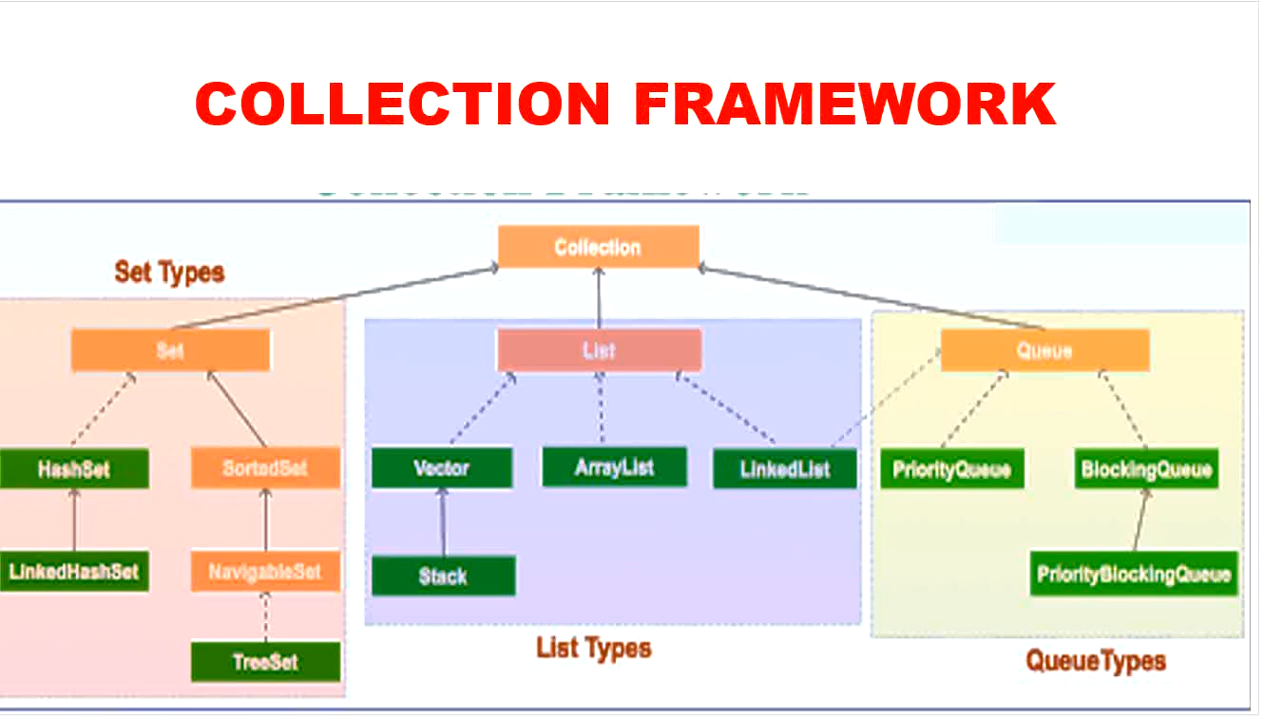 COLLECTION FRAMEWORK
Collection
Set Types
Set
List
Queue
HashSet
SortedSet
Vector
ArrayList
LinkedList
PriorityQueue
BlockingQueue
LinkedHashSet
NavigableSet
Stack
PriorityBlockingQueue
TreeSet
List Types
QueueTypes